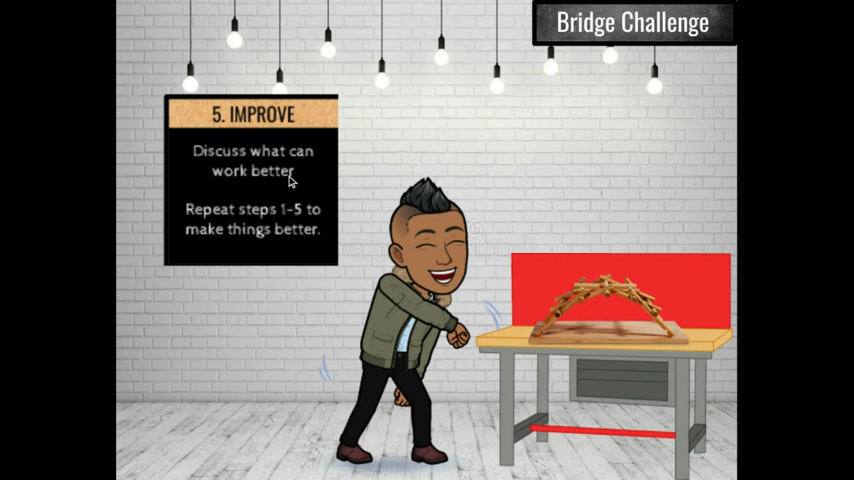 Bridge Challenge
5. IMPROVE
Discuss what can
work better
Repeat steps 1-5 to
make things better.